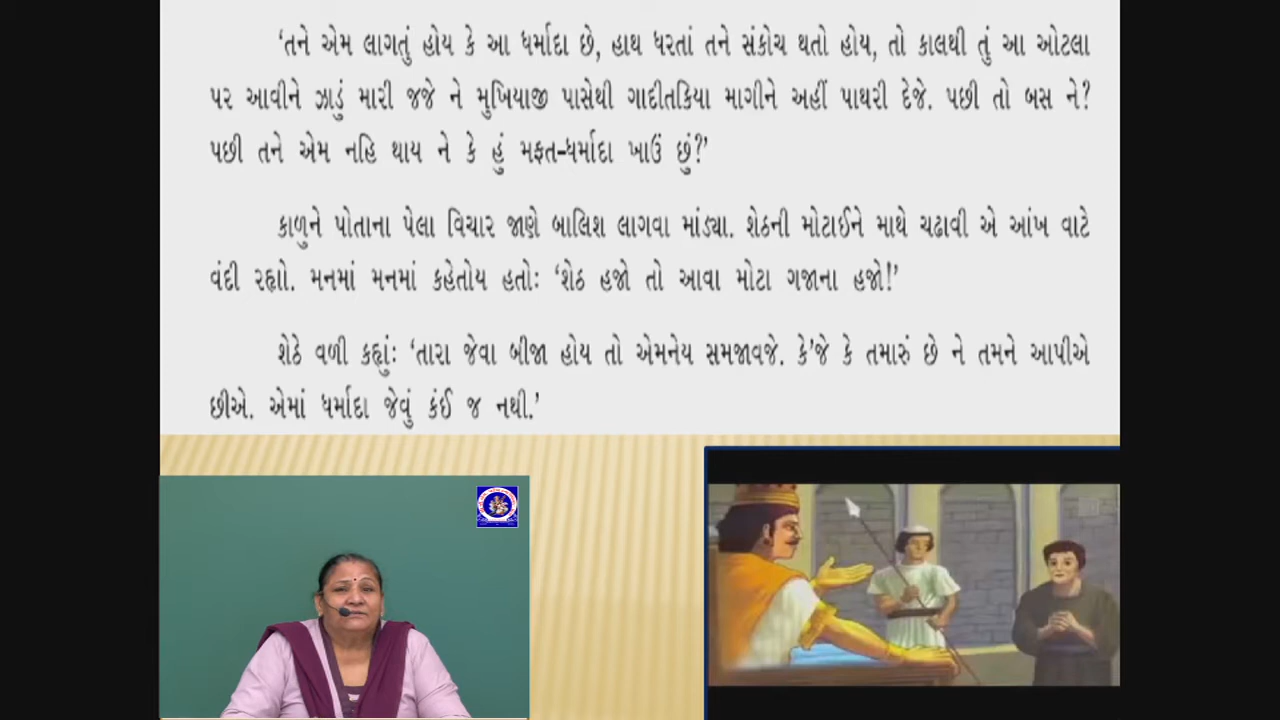 ‘તને એમ લાગતું હોય કે આ ધર્માદા છે, હાથ ધરતાં તને સંકોચ થતો હોય, તો કાલથી તું આ ઓટલા
પર આવીને ઝાડું મારી જજે ને મુખિયાજી પાસેથી ગાદીતકિયા માગીને અહીં પાથરી દેજે. પછી તો બસ ને?
પછી તને એમ નહિ થાય ને કે હું મફત-ધર્માદા ખાઉં છું?’
કાળુને પોતાના પેલા વિચાર જાણે બાલિશ લાગવા માંડ્યા. શેઠની મોટાઈને માથે ચઢાવી એ આંખ વાટે
વંદી રહ્યો. મનમાં મનમાં કહેતોય હતોઃ ‘શેઠ હજો તો આવા મોટા ગજાના હજો!’
શેઠે વળી કહ્યુંઃ ‘તારા જેવા બીજા હોય તો એમનેય સમજાવજે. કે’જે કે તમારું છે ને તમને આપીએ
છીએ. એમાં ધર્માદા જેવું કંઈ જ નથી.’